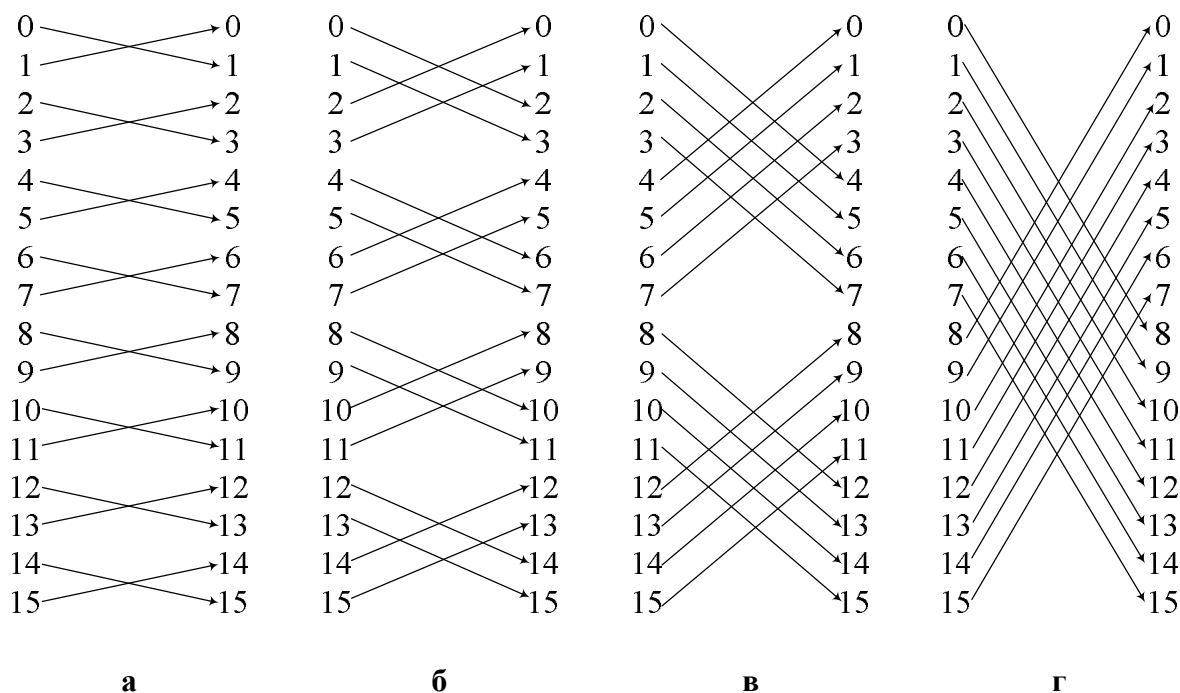 0 0 0 0 0 0 0 0
1 1 1 1 1 1 1 1
2 2 2 2 2 2 2 2
3 3 3 3 3 3 3 3
4 4 4 4 4 4 4 4
5 5 5 5 5 5 5 5
6 6 6 6 6 6 6 6
7 7 7 7 7 7 7 7
8 8 8 8 8 8 8 8
9 9 9 9 9 9 9 9
10 10 10 10 10 10 10 10
11 11 11 11 11 11 11 11
12 12 12 12 12 12 12 12
13 13 13 13 13 13 13 13
14 14 14 14 14 14 14 14
15 15 15 15 15 15 15 15
а б в г